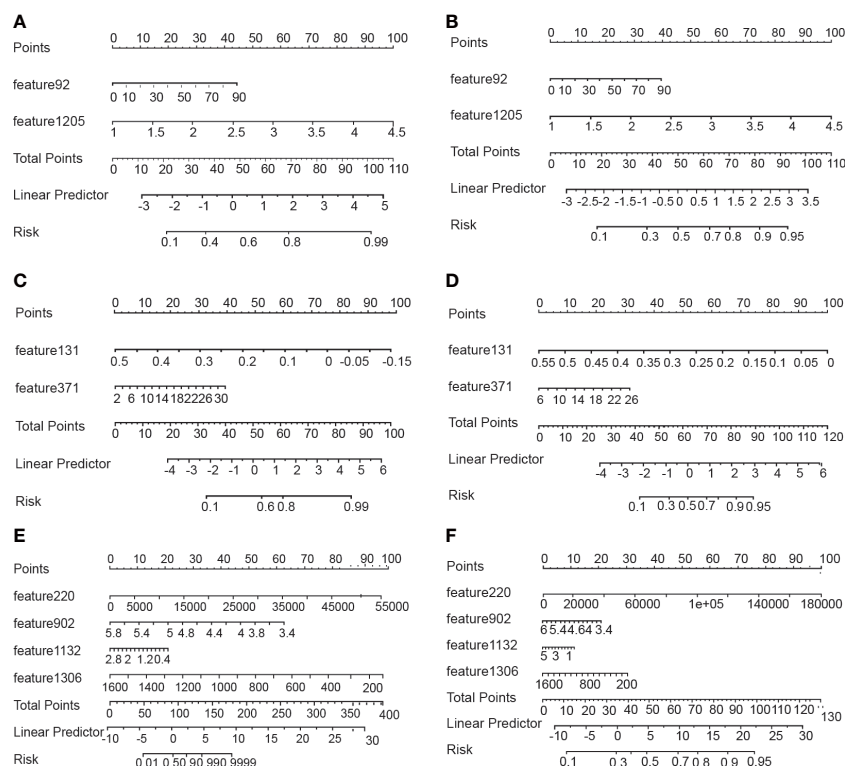 A
Points
0 10 20 30 40 50 60 70 80 90 100
feature92
0 10 30 50 70 90
feature1205
1 1.5 2 2.5 3 3.5 4 4.5
Total Points
0 10 20 30 40 50 60 70 80 90 100 110
Linear Predictor
-3 -2 -1 0 1 2 3 4 5
Risk
0.1 0.4 0.6 0.8 0.99
B
Points
0 10 20 30 40 50 60 70 80 90 100
feature92
0 10 30 50 70 90
feature1205
1 1.5 2 2.5 3 3.5 4 4.5
Total Points
0 10 20 30 40 50 60 70 80 90 100 110
Linear Predictor
-3 -2.5 -2 -1.5 -1 -0.5 0 0.5 1 1.5 2 2.5 3 3.5
Risk
0.1 0.3 0.5 0.7 0.8 0.9 0.95
C
Points
0 10 20 30 40 50 60 70 80 90 100
feature131
0.5 0.4 0.3 0.2 0.1 0 -0.05 -0.15
feature371
2 6 10 14 18 22 26 30
Total Points
0 10 20 30 40 50 60 70 80 90 100
Linear Predictor
-4 -3 -2 -1 0 1 2 3 4 5 6
Risk
0.1 0.6 0.8 0.99
D
Points
0 10 20 30 40 50 60 70 80 90 100
feature131
0.55 0.5 0.45 0.4 0.35 0.3 0.25 0.2 0.15 0.1 0.05 0
feature371
6 10 14 18 22 26
Total Points
0 10 20 30 40 50 60 70 80 90 100 110 120
Linear Predictor
-4 -3 -2 -1 0 1 2 3 4 5 6
Risk
0.1 0.3 0.5 0.7 0.9 0.95
E
Points
0 10 20 30 40 50 60 70 80 90 100
feature220
0 5000 15000 25000 35000 45000 55000
feature902
5.8 5.4 5 4.8 4.4 4 3.8 3.4
feature1132
2.8 2 1.2 0.4
feature1306
1600 1400 1200 1000 800 600 400 200
Total Points
0 50 100 150 200 250 300 350 400
Linear Predictor
-10 -5 0 5 10 15 20 25 30
Risk
0.01 0.5 0.9 0.99 0.9999
F
Points
0 10 20 30 40 50 60 70 80 90 100
feature220
0 20000 60000 1e+05 140000 180000
feature902
6 5.4 4.6 4 3.4
feature1132
5 3 1
feature1306
1600 800 200
Total Points
0 10 20 30 40 50 60 70 80 90 100 110 120 130
Linear Predictor
-10 -5 0 5 10 15 20 25 30
Risk
0.1 0.3 0.5 0.7 0.8 0.9 0.95